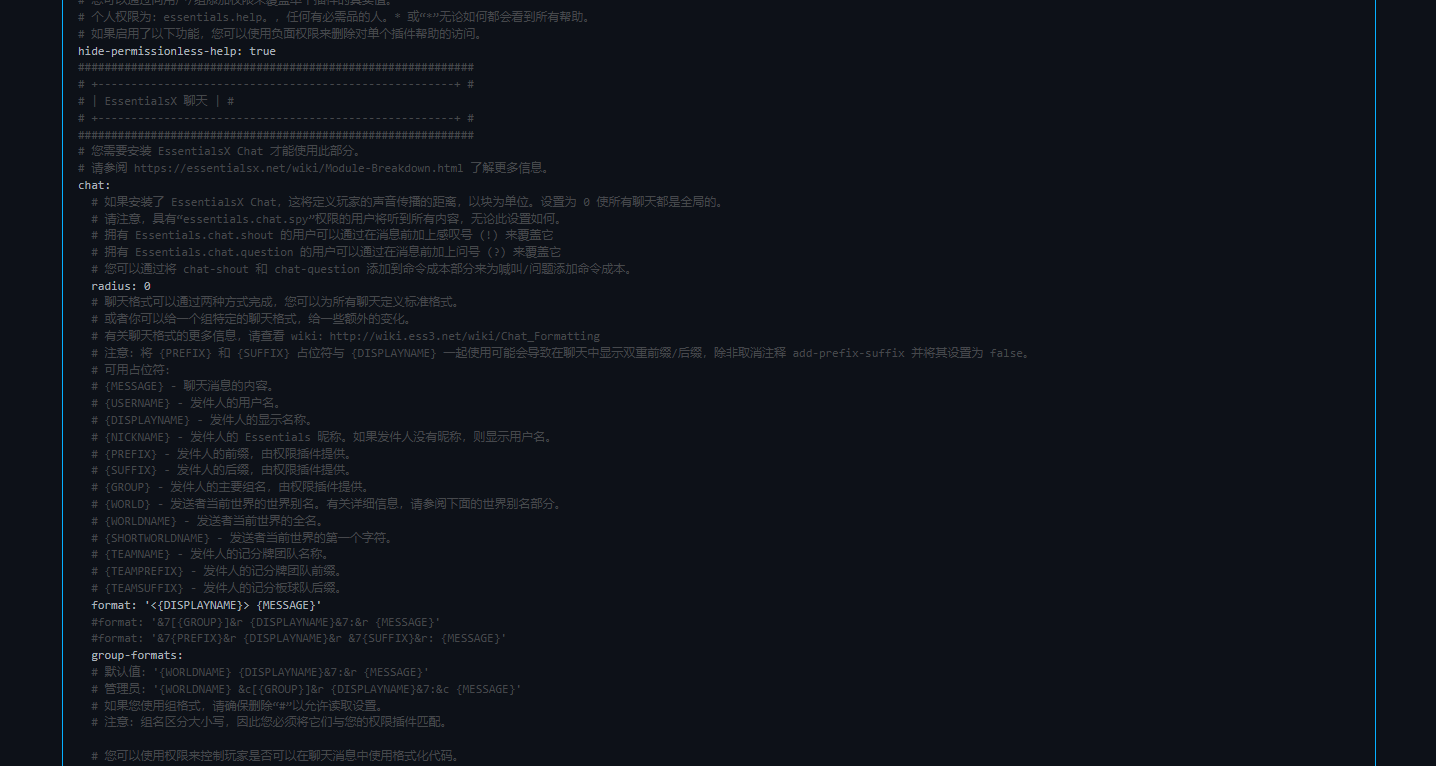 # 您可以通过向用户/组添加权限来覆盖单个插件的真实值。
# 个人权限为: essentials.help。, 任何有必需品的人。* 或“*”无论如何都会看到所有帮助。
# 如果启用了以下功能, 您可以使用负面权限来删除对单个插件帮助的访问。
hide-permissionless-help: true
############################################################
# +------------------------------------------------------+ #
# | EssentialsX 聊天 | #
# +------------------------------------------------------+ #
############################################################
# 您需要安装 EssentialsX Chat 才能使用此部分。
# 请参阅 https://essentialsx.net/wiki/Module-Breakdown.html 了解更多信息。
chat:
# 如果安装了 EssentialsX Chat, 这将定义玩家的声音传播的距离, 以块为单位。设置为 0 使所有聊天都是全局的。
# 请注意, 具有“essentials.chat.spy”权限的用户将听到所有内容, 无论此设置如何。
# 拥有 Essentials.chat.shout 的用户可以通过在消息前加上感叹号 (!) 来覆盖它
# 拥有 Essentials.chat.question 的用户可以通过在消息前加上问号 (?) 来覆盖它
# 您可以通过将 chat-shout 和 chat-question 添加到命令成本部分来为喊叫/问题添加命令成本。
radius: 0
# 聊天格式可以通过两种方式完成, 您可以为所有聊天定义标准格式。
# 或者你可以给一个组特定的聊天格式, 给一些额外的变化。
# 有关聊天格式的更多信息, 请查看 wiki: http://wiki.ess3.net/wiki/Chat_Formatting
# 注意: 将 {PREFIX} 和 {SUFFIX} 占位符与 {DISPLAYNAME} 一起使用可能会导致在聊天中显示双重前缀/后缀, 除非取消注释 add-prefix-suffix 并将其设置为 false。
# 可用占位符:
# {MESSAGE} - 聊天消息的内容。
# {USERNAME} - 发件人的用户名。
# {DISPLAYNAME} - 发件人的显示名称。
# {NICKNAME} - 发件人的 Essentials 昵称。如果发件人没有昵称, 则显示用户名。
# {PREFIX} - 发件人的前缀, 由权限插件提供。
# {SUFFIX} - 发件人的后缀, 由权限插件提供。
# {GROUP} - 发件人的主要组名, 由权限插件提供。
# {WORLD} - 发送者当前世界的世界别名。有关详细信息, 请参阅下面的世界别名部分。
# {WORLDNAME} - 发送者当前世界的全名。
# {SHORTWORLDNAME} - 发送者当前世界的第一个字符。
# {TEAMNAME} - 发件人的记分牌团队名称。
# {TEAMPREFIX} - 发件人的记分牌团队前缀。
# {TEAMSUFFIX} - 发件人的记分板球队后缀。
format: '<{DISPLAYNAME}> {MESSAGE}'
#format: '&7[{GROUP}]&r {DISPLAYNAME}&7:&r {MESSAGE}'
#format: '&7{PREFIX}&r {DISPLAYNAME}&r &7{SUFFIX}&r: {MESSAGE}'
group-formats:
# 默认值: '{WORLDNAME} {DISPLAYNAME}&7:&r {MESSAGE}'
# 管理员: '{WORLDNAME} &c[{GROUP}]&r {DISPLAYNAME}&7:&c {MESSAGE}'
# 如果您使用组格式, 请确保删除“#”以允许读取设置。
# 注意: 组名区分大小写, 因此您必须将它们与您的权限插件匹配。
# 您可以使用权限来控制玩家是否可以在聊天消息中使用格式化代码。